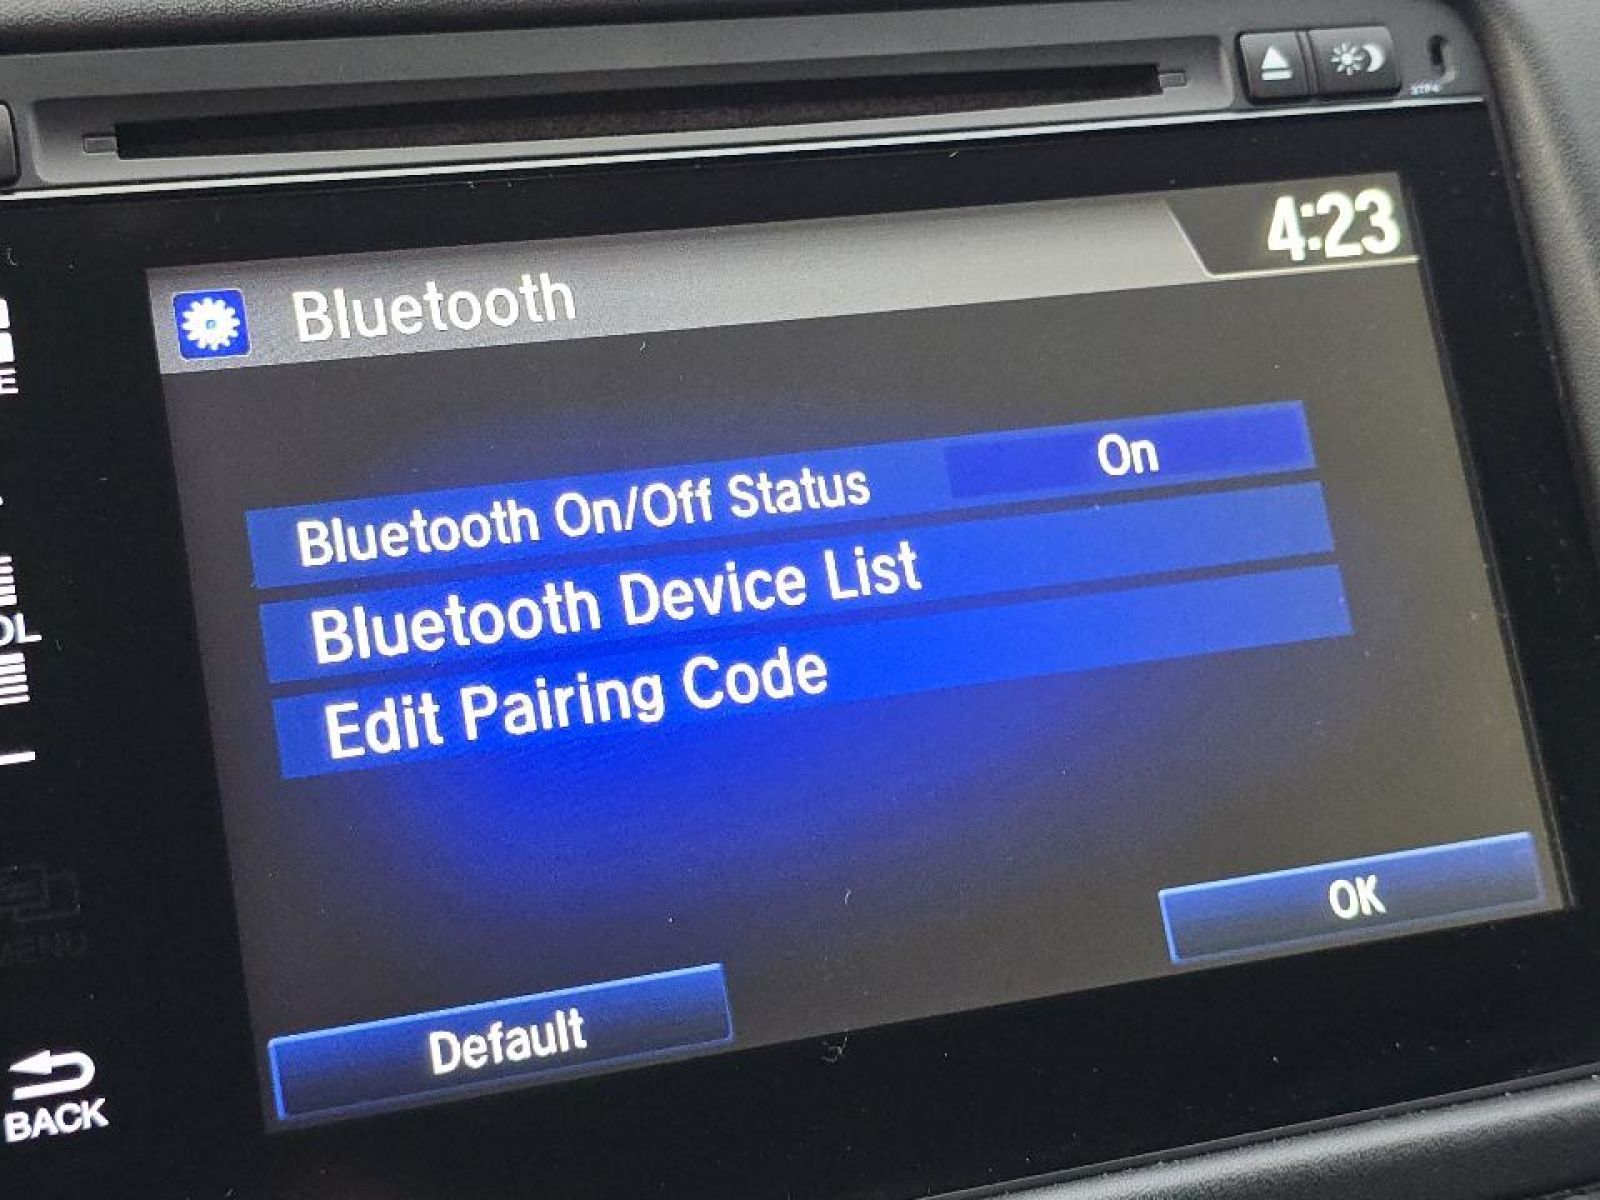 4:23
Bluetooth
Bluetooth On/Off Status On
Bluetooth Device List
Edit Pairing Code
OK
Default
BACK